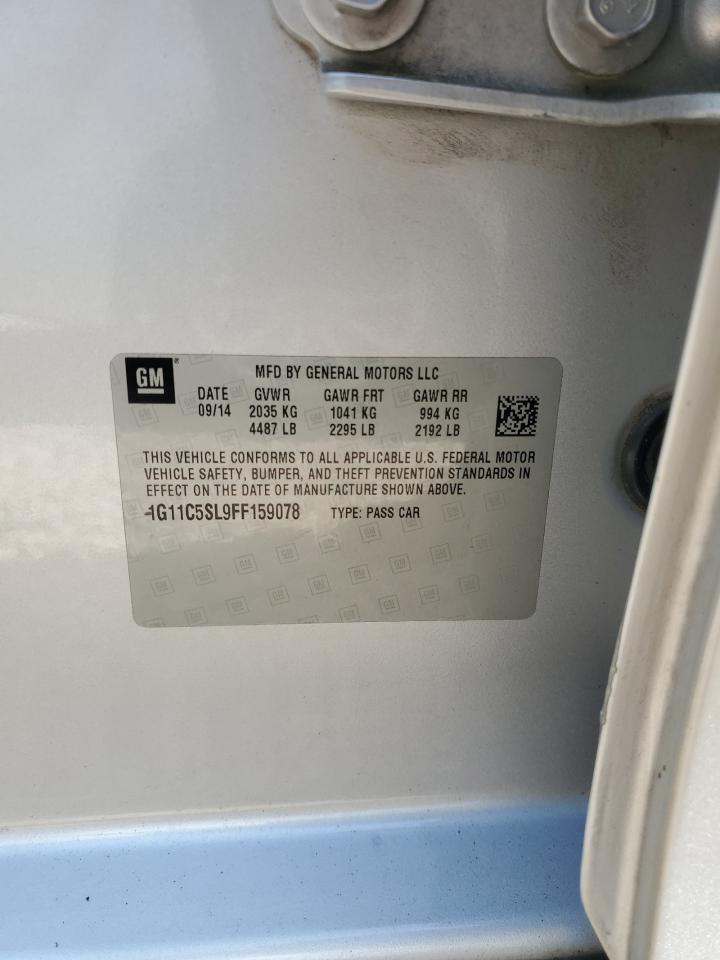 GM ® MFD BY GENERAL MOTORS LLC
DATE GVWR GAWR FRT GAWR RR
09/14 2035 KG 1041 KG 994 KG
4487 LB 2295 LB 2192 LB
THIS VEHICLE CONFORMS TO ALL APPLICABLE U.S. FEDERAL MOTOR
VEHICLE SAFETY, BUMPER, AND THEFT PREVENTION STANDARDS IN
EFFECT ON THE DATE OF MANUFACTURE SHOWN ABOVE.
1G11C5SL9FF159078 TYPE: PASS CAR